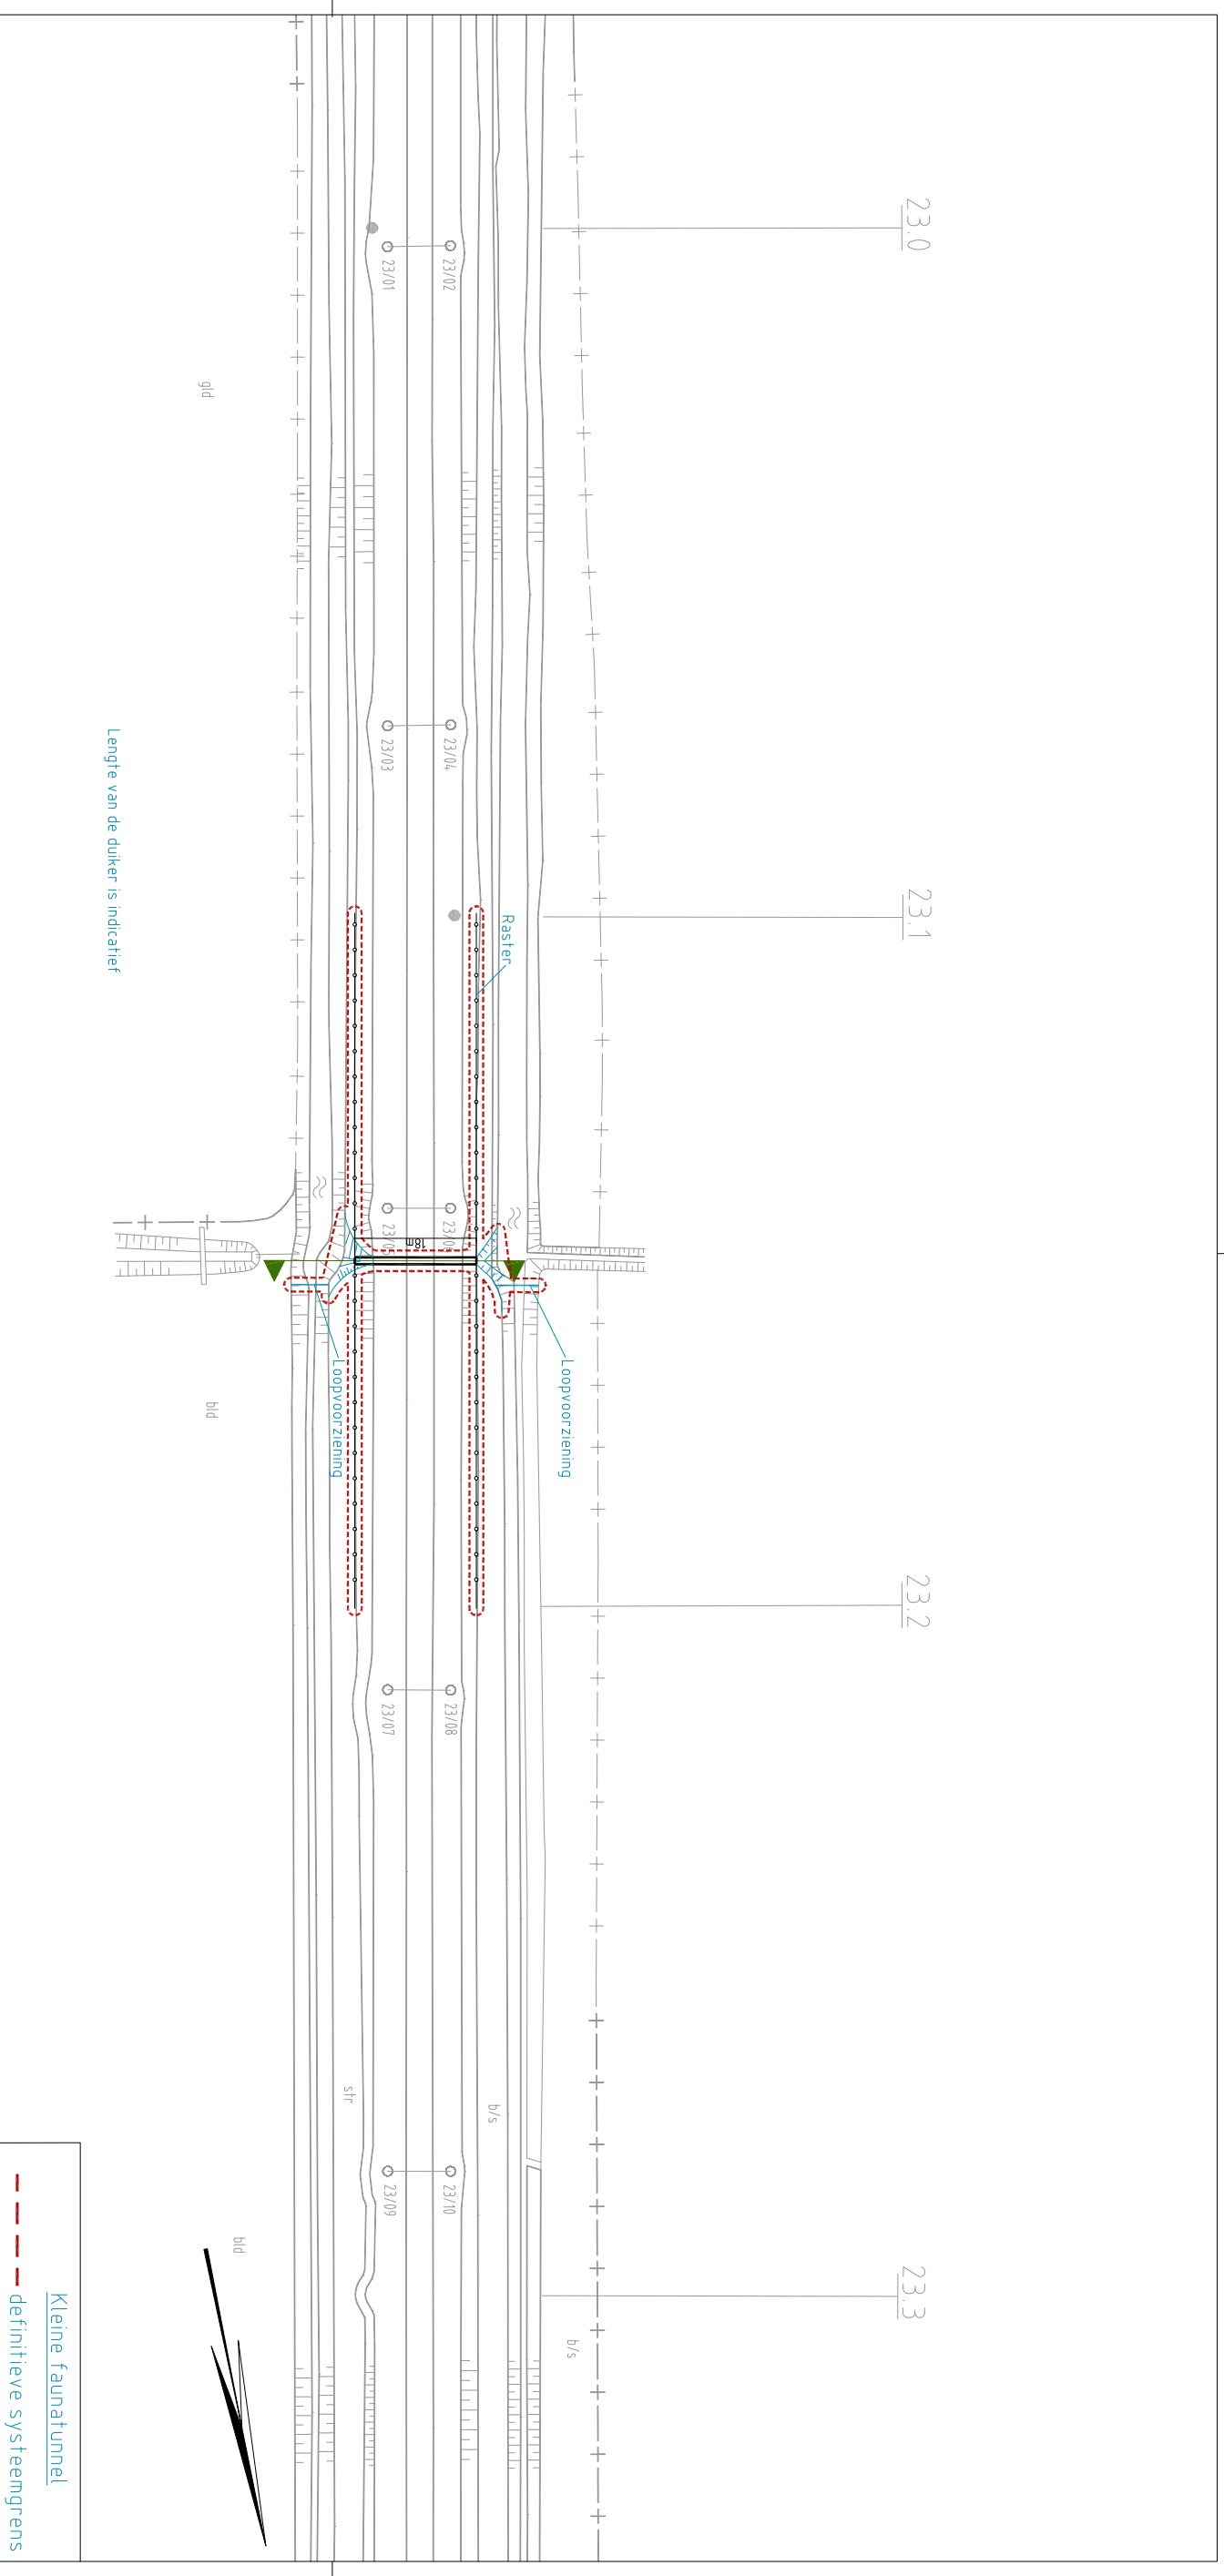 23.0
23.1
23.2
23.3
23/02
23/04
23/08
23/10
23/01
23/03
23/05
23/07
23/09
18m
Raster
Loopvoorziening
Loopvoorziening
b/s
b/s
str
gld
bld
bld
Lengte van de duiker is indicatief
Kleine faunatunnel
definitieve systeemgrens